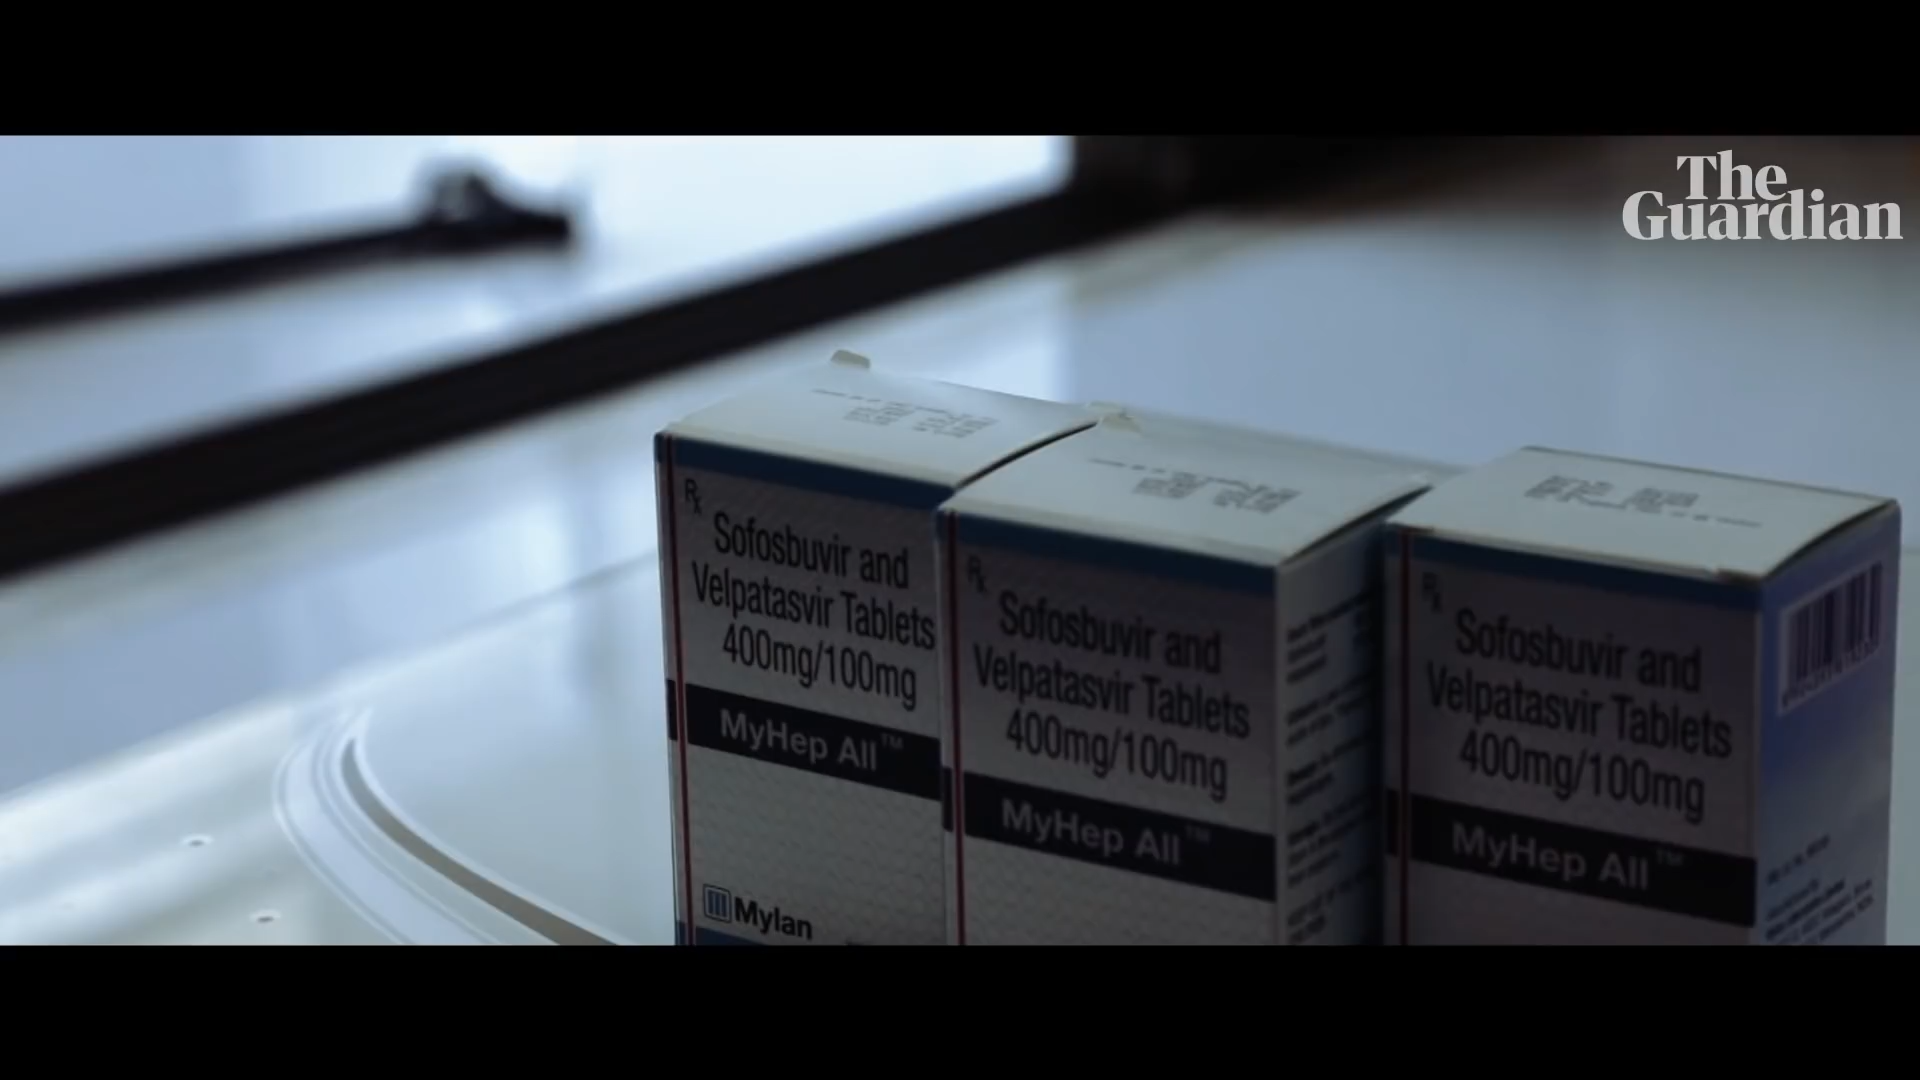 The
Guardian
Rx
Sofosbuvir and
Velpatasvir Tablets
400mg/100mg
MyHep All™
Mylan
Rx
Sofosbuvir and
Velpatasvir Tablets
400mg/100mg
MyHep All™
Rx
Sofosbuvir and
Velpatasvir Tablets
400mg/100mg
MyHep All™